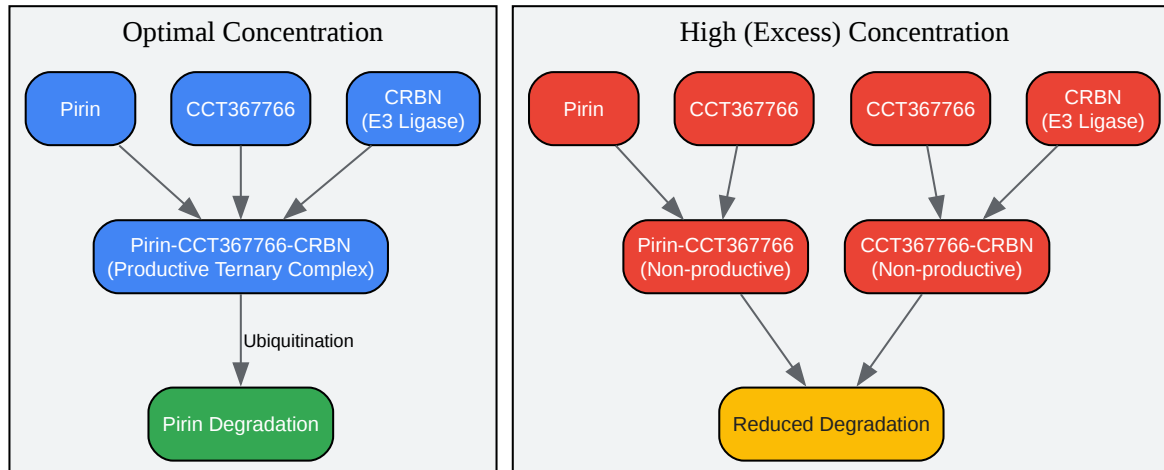 Optimal Concentration
Pirin
CCT367766
CRBN
(E3 Ligase)
Pirin-CCT367766-CRBN
(Productive Ternary Complex)
Ubiquitination
Pirin Degradation
High (Excess) Concentration
Pirin
CCT367766
CCT367766
CRBN
(E3 Ligase)
Pirin-CCT367766
(Non-productive)
CCT367766-CRBN
(Non-productive)
Reduced Degradation